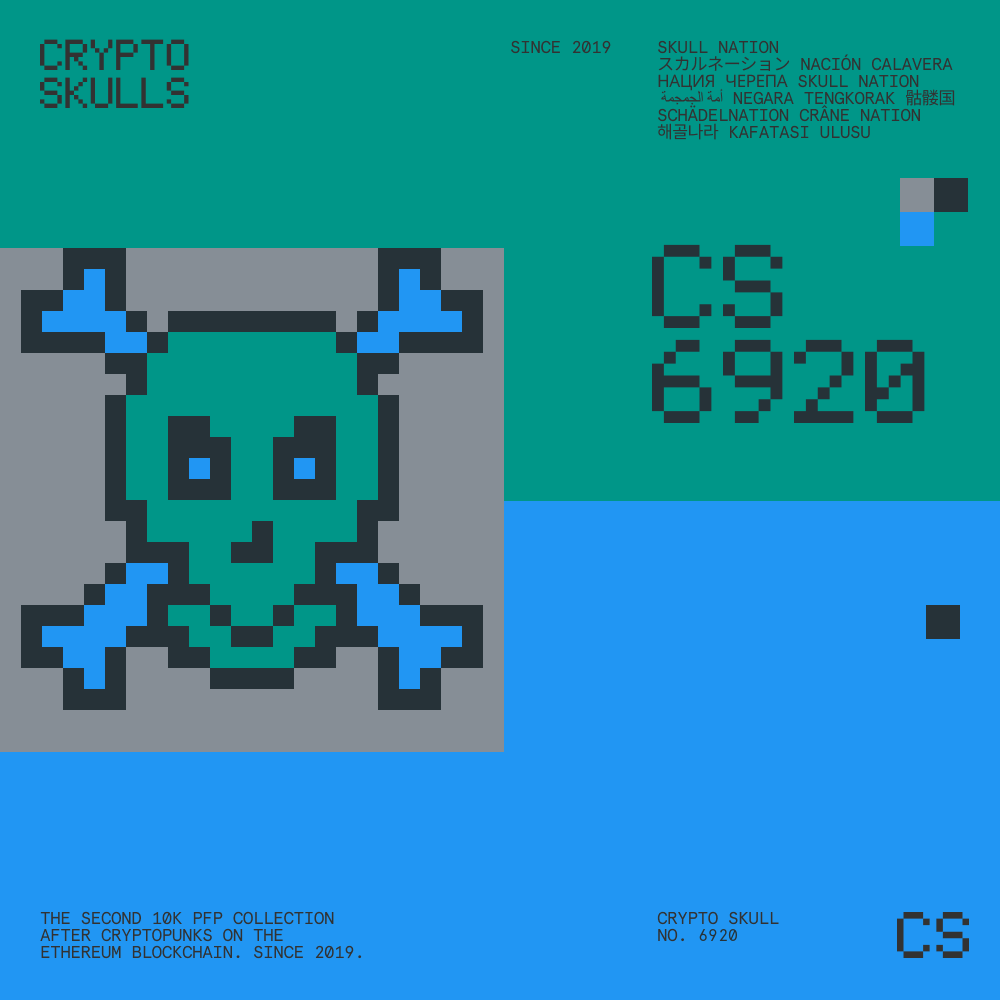 CRYPTO
SKULLS
SINCE 2019
SKULL NATION
スカルネーション NACIÓN CALAVERA
НАЦИЯ ЧЕРЕПА SKULL NATION
أمة الجمجمة NEGARA TENGKORAK 骷髅国
SCHÄDELNATION CRÂNE NATION
해골나라 KAFATASI ULUSU
CS
6920
THE SECOND 10K PFP COLLECTION
AFTER CRYPTOPUNKS ON THE
ETHEREUM BLOCKCHAIN. SINCE 2019.
CRYPTO SKULL
NO. 6920
CS